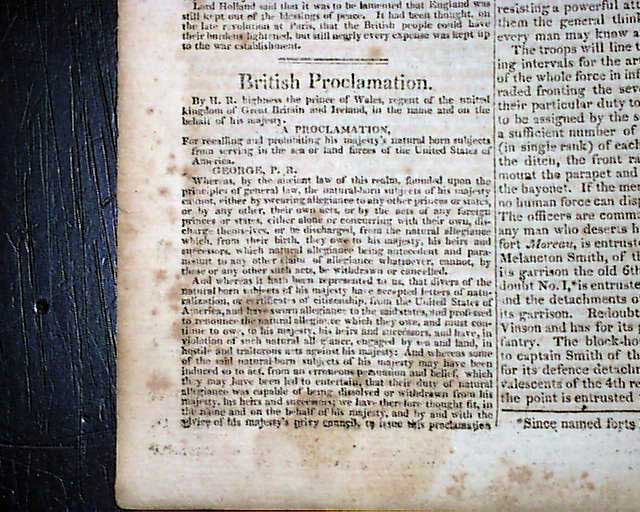 Lord Holland said that it was to be lamented that England was
still kept out of the blessings of peace. It had been thought, on
the late revolution at Paris, that the British people could have
their burdens lightened, but still nearly every expense was kept up
to the war establishment.
British Proclamation.
By H. R. highness the prince of Wales, regent of the united
kingdom of Great Britain and Ireland, in the name and on the
behalf of his majesty.
A PROCLAMATION,
For recalling and prohibiting his majesty's natural born subjects
from serving in the sea or land forces of the United States of
America.
GEORGE, P. R.
Whereas, by the ancient law of this realm, founded upon the
principles of general law, the natural-born subjects of his majesty
cannot, either by swearing allegiance to any other princes or states,
or by any other, their own acts, or by the acts of any foreign
princes or states, either alone or concurring with their own, dis-
charge themselves, or be discharged, from the natural allegiance
which, from their birth, they owe to his majesty, his heirs and
successors, which natural allegiance being antecedent and para-
mount to any other claim of allegiance whatsoever, cannot, by
these or any other such acts, be withdrawn or cancelled.
And whereas it hath been represented to us, that divers of the
natural born subjects of his majesty have accepted letters of natu-
ralization, or certificates of citizenship, from the United States of
America, and have sworn allegiance to the said states, and professed
to renounce the natural allegiance which they owe, and must con-
tinue to owe, to his majesty, his heirs and successors, and have, in
violation of such natural allegiance, engaged by sea and land, in
hostile and traitorous acts against his majesty: And whereas some
of the said natural-born subjects of his majesty may have been
induced so to act, from an erroneous persuasion and belief, which
they may have been led to entertain, that their duty of natural
allegiance was capable of being dissolved or withdrawn from his
majesty, his heirs and successors; we have therefore thought fit, in
the name and on the behalf of his majesty, and by and with the
advice of his majesty's privy council, to issue this proclamation
resisting a powerful
them the general thin
every man may know
The troops will line
ing intervals for the
of the whole force in
raded fronting the
their particular duty
to be assigned by the
a sufficient number of
(in single rank) of each
the ditch, the front
mount the parapet and
the bayonet. If the
no human force can
The officers are
any man who deserts
fort Moreau, is
Melancton Smith, of
its garrison the old 6th
doubt No. 1,* is
and the detachments of
its garrison. Redoubt
Vinson and has for its
fantry. The block-
to captain Smith of the
for its defence
valescents of the 4th
the point is entrusted
*Since named forts